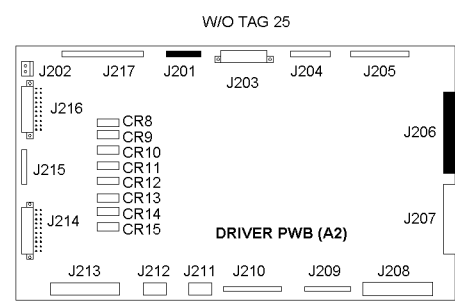 W/O TAG 25
J202 J217 J201 J203 J204 J205
J216
CR8
CR9
CR10
CR11
CR12
CR13
CR14
CR15
J206
J215
J214
J207
DRIVER PWB (A2)
J213 J212 J211 J210 J209 J208